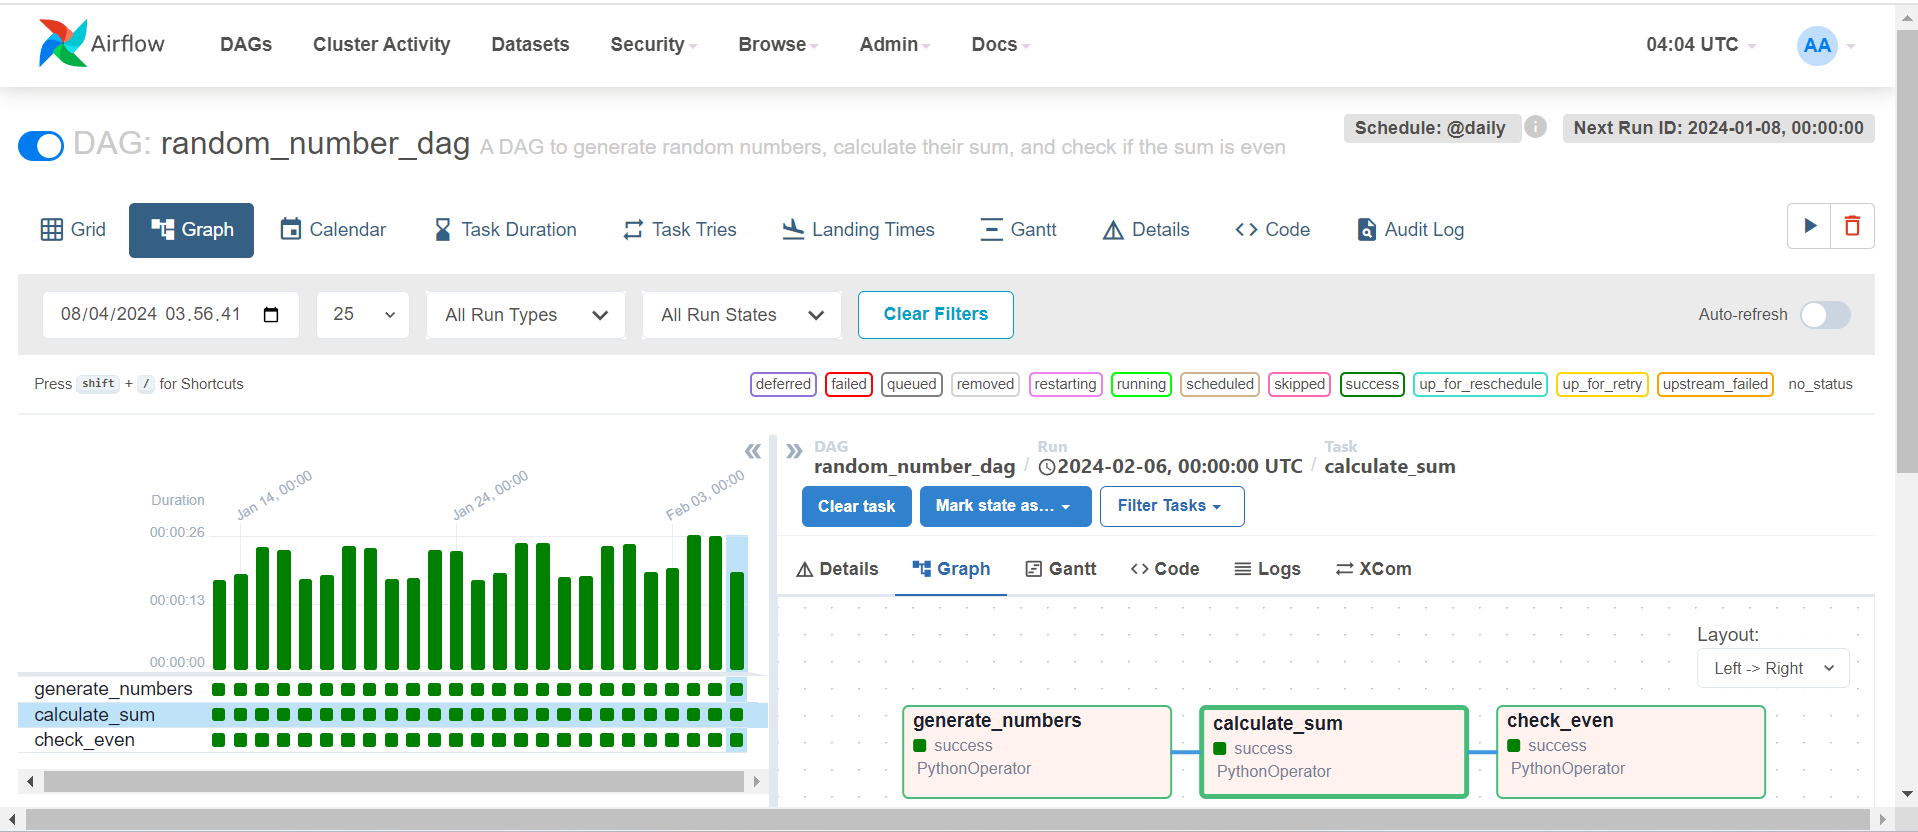 Airflow DAGs Cluster Activity Datasets Security Browse Admin Docs 04:04 UTC AA
DAG: random_number_dag A DAG to generate random numbers, calculate their sum, and check if the sum is even
Schedule: @daily i Next Run ID: 2024-01-08, 00:00:00
Grid Graph Calendar Task Duration Task Tries Landing Times Gantt Details Code Audit Log
08/04/2024 03.56.41 25 All Run Types All Run States Clear Filters Auto-refresh
Press shift + / for Shortcuts
deferred failed queued removed restarting running scheduled skipped success up_for_reschedule up_for_retry upstream_failed no_status
Duration
Jan 14, 00:00 Jan 24, 00:00 Feb 03, 00:00
00:00:26
00:00:13
00:00:00
generate_numbers
calculate_sum
check_even
DAG Run Task
random_number_dag / 2024-02-06, 00:00:00 UTC / calculate_sum
Clear task Mark state as... Filter Tasks
Details Graph Gantt Code Logs XCom
Layout:
Left -> Right
generate_numbers
success
PythonOperator
calculate_sum
success
PythonOperator
check_even
success
PythonOperator